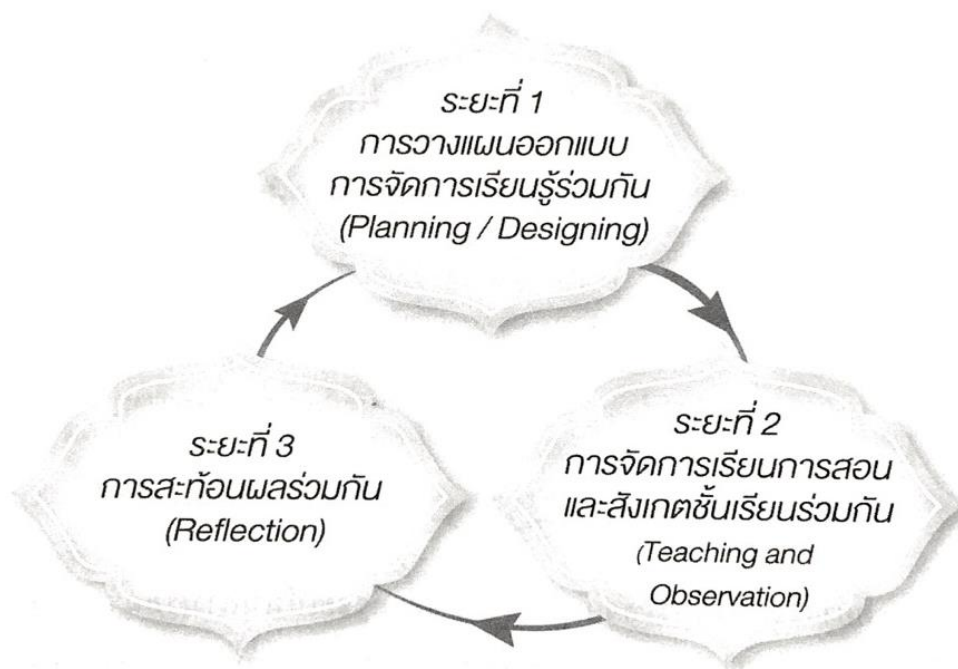 ระยะที่ 1
การวางแผนออกแบบ
การจัดการเรียนรู้ร่วมกัน
(Planning / Designing)
ระยะที่ 2
การจัดการเรียนการสอน
และสังเกตชั้นเรียนร่วมกัน
(Teaching and
Observation)
ระยะที่ 3
การสะท้อนผลร่วมกัน
(Reflection)